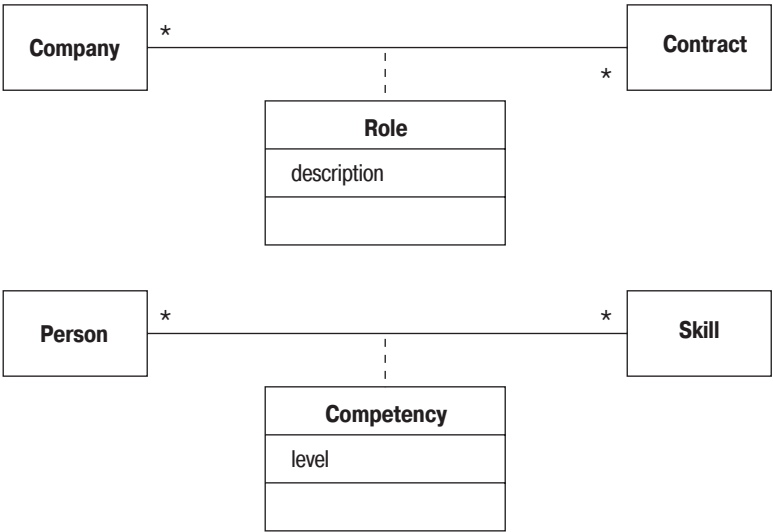 Company
*
*
Contract
Role
description
Person
*
*
Skill
Competency
level